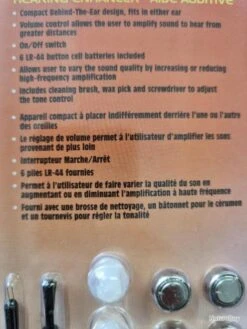 HEARING ENHANCER - AIDE AUDITIVE
• Compact Behind-The-Ear design, fits in either ear
• Volume control allows the user to amplify sound to hear from
greater distances
• On/Off switch
• 6 LR-44 button cell batteries included
• Allows user to vary the sound quality by increasing or reducing
high-frequency amplification
• Includes cleaning brush, wax pick and screwdriver to adjust
the tone control
• Appareil compact à placer indifféremment derrière l'une ou l'autre
des oreilles
• Le réglage de volume permet à l'utilisateur d'amplifier les sons
provenant de plus loin
• Interrupteur Marche/Arrêt
• 6 piles LR-44 fournies
• Permet à l'utilisateur de faire varier la qualité du son en
augmentant ou en diminuant l'amplification à haute fréquence
• Fourni avec une brosse de nettoyage, un bâtonnet pour le cérumen
et un tournevis pour régler la tonalité